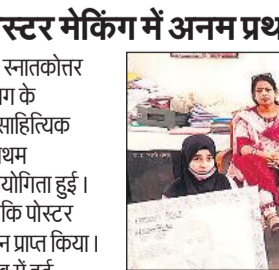 स्टर मेकिंग में अनम प्रथ
स्नातकोत्तर
ग के
साहित्यिक
थम
योगिता हुई ।
कि पोस्टर
न प्राप्त किया।